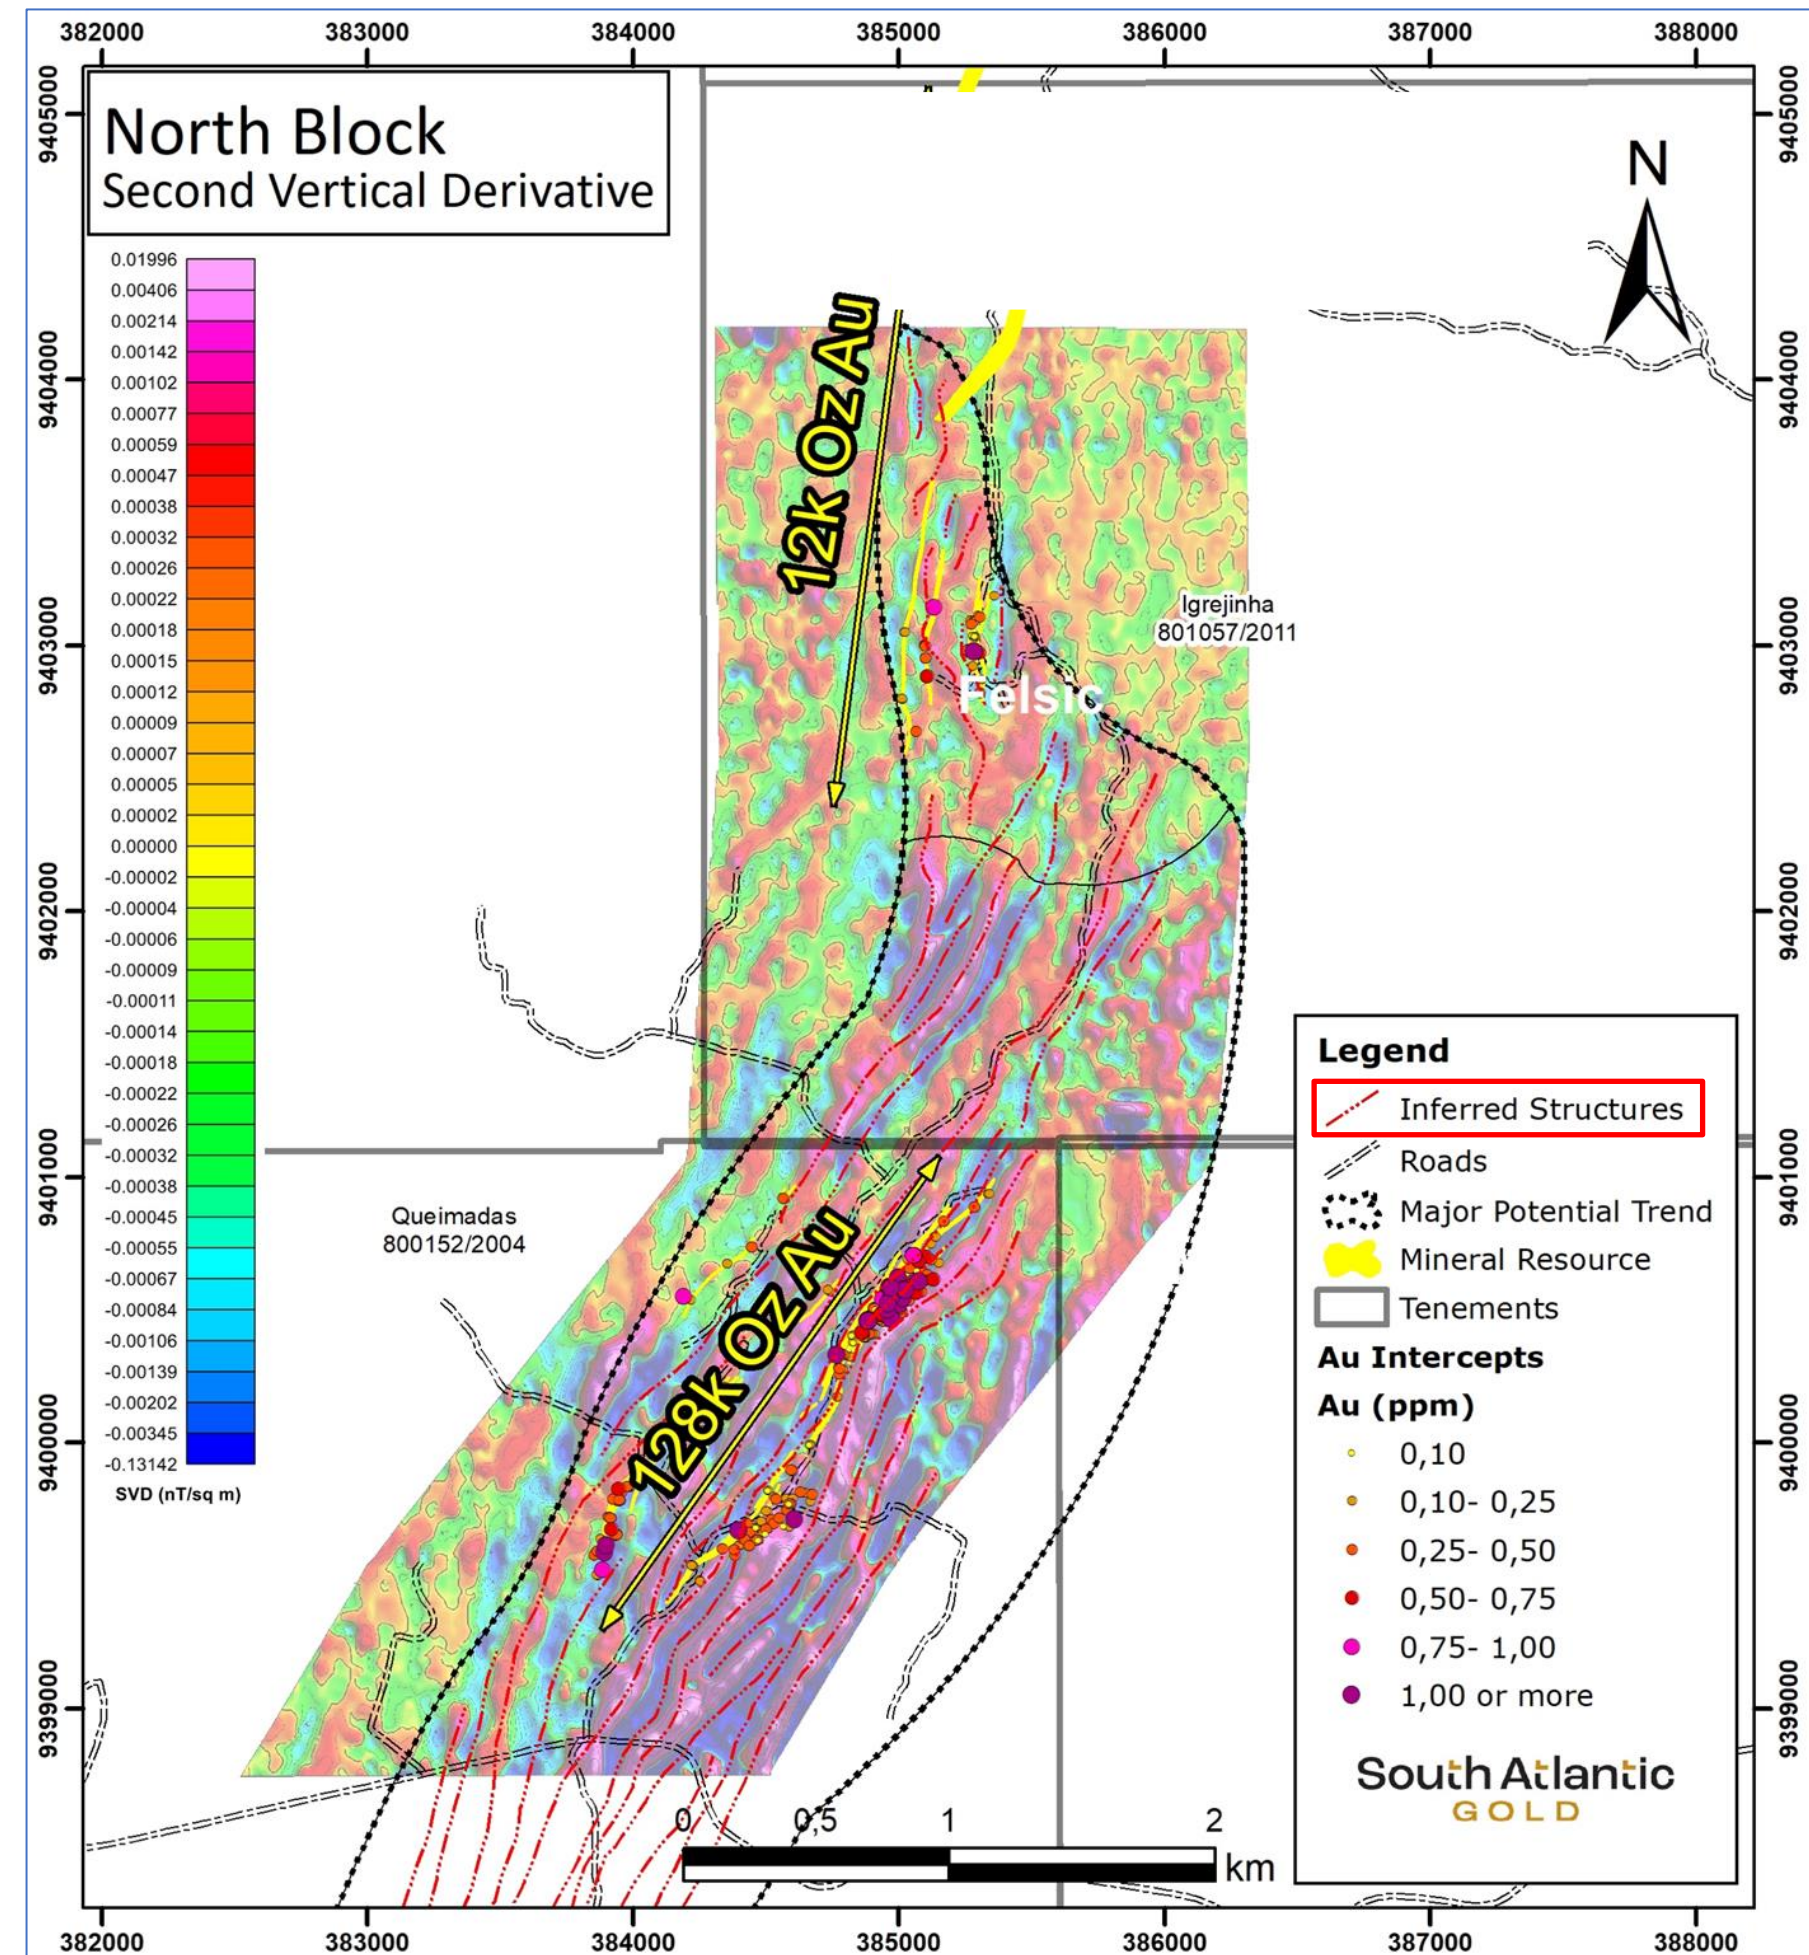 382000 383000 384000 385000 386000 387000 388000
9405000
9404000
9403000
9402000
9401000
9400000
9399000
North Block
Second Vertical Derivative
N
0.01996
0.00406
0.00214
0.00142
0.00102
0.00077
0.00059
0.00047
0.00038
0.00032
0.00026
0.00022
0.00018
0.00015
0.00012
0.00009
0.00007
0.00005
0.00002
0.00000
-0.00002
-0.00004
-0.00006
-0.00009
-0.00011
-0.00014
-0.00018
-0.00022
-0.00026
-0.00032
-0.00038
-0.00045
-0.00055
-0.00067
-0.00084
-0.00106
-0.00139
-0.00202
-0.00345
-0.13142
SVD (nT/sq m)
12k Oz Au
Igrejinha
801057/2011
Felsic
Queimadas
800152/2004
128k Oz Au
Legend
Inferred Structures
Roads
Major Potential Trend
Mineral Resource
Tenements
Au Intercepts
Au (ppm)
0,10
0,10- 0,25
0,25- 0,50
0,50- 0,75
0,75- 1,00
1,00 or more
South Atlantic
GOLD
0 0,5 1 2
km
9405000
9404000
9403000
9402000
9401000
9400000
9399000
382000 383000 384000 385000 386000 387000 388000